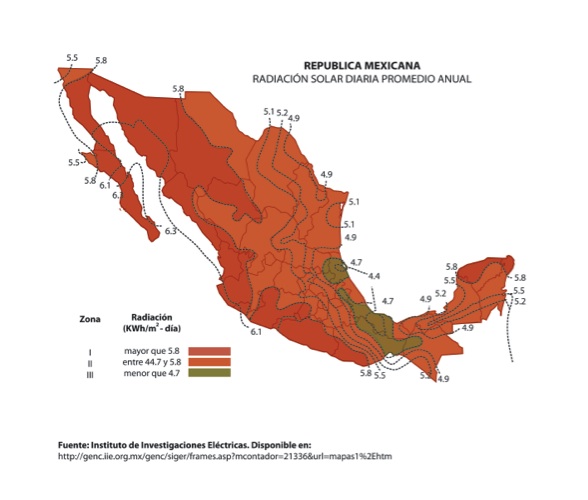 REPUBLICA MEXICANA
RADIACIÓN SOLAR DIARIA PROMEDIO ANUAL
5.5
5.8
5.8
5.1 5.2 4.9
4.9
5.5
5.8
6.1
6.3
5.1
5.1
6.3
4.9
4.7
4.4
5.8
5.8
5.5
5.5
5.2
5.2
4.9
4.7
4.9
6.1
5.8
5.5
5.2
4.9
Zona
Radiación
(KWh/m² - día)
I mayor que 5.8
II entre 44.7 y 5.8
III menor que 4.7
Fuente: Instituto de Investigaciones Eléctricas. Disponible en:
http://genc.iie.org.mx/genc/siger/frames.asp?mcontador=21336&url=mapas1%2Ehtm